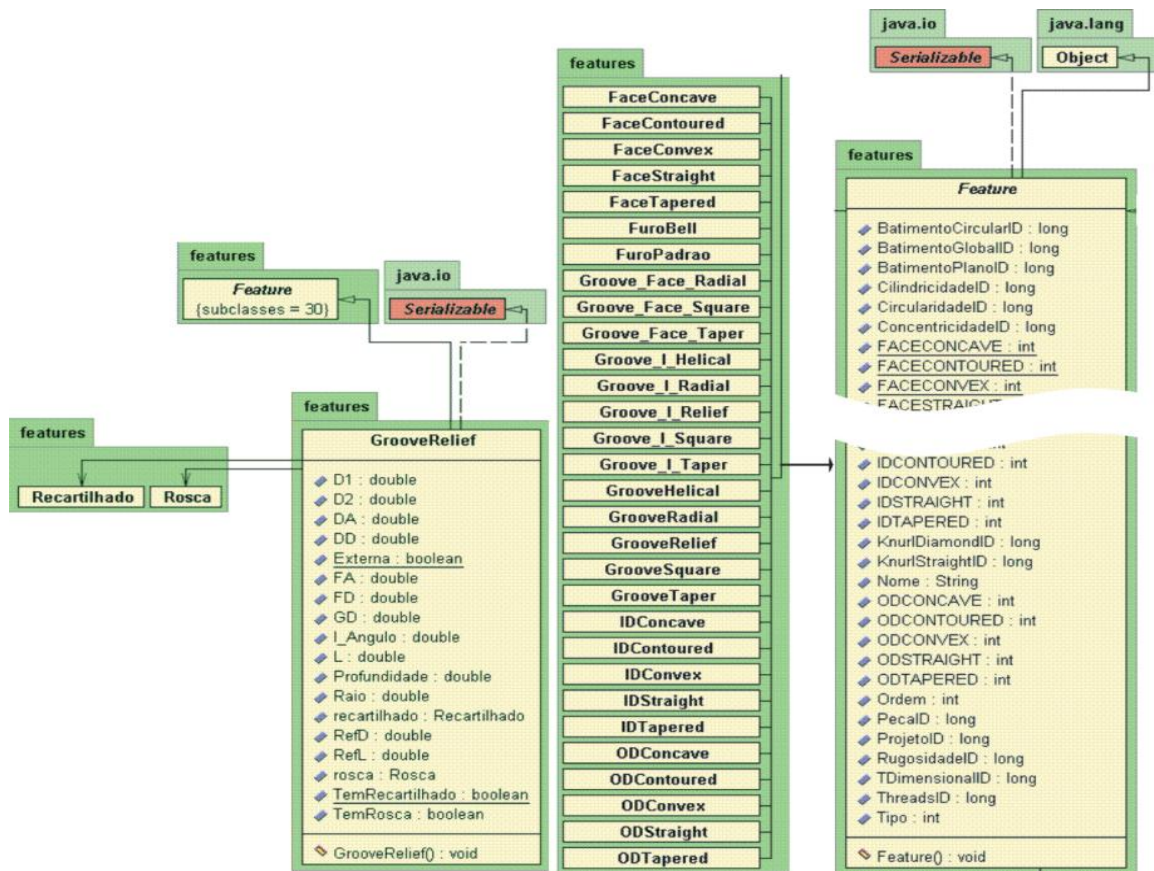 features
Feature
{subclasses = 30}
java.io
Serializable
features
Recartilhado
Rosca
features
GrooveRelief
D1 : double
D2 : double
DA : double
DD : double
Externa : boolean
FA : double
FD : double
GD : double
I_Angulo : double
L : double
Profundidade : double
Raio : double
recartilhado : Recartilhado
RefD : double
RefL : double
rosca : Rosca
TemRecartilhado : boolean
TemRosca : boolean
GrooveRelief() : void
features
FaceConcave
FaceContoured
FaceConvex
FaceStraight
FaceTapered
FuroBell
FuroPadrao
Groove_Face_Radial
Groove_Face_Square
Groove_Face_Taper
Groove_I_Helical
Groove_I_Radial
Groove_I_Relief
Groove_I_Square
Groove_I_Taper
GrooveHelical
GrooveRadial
GrooveRelief
GrooveSquare
GrooveTaper
IDConcave
IDContoured
IDConvex
IDStraight
IDTapered
ODConcave
ODContoured
ODConvex
ODStraight
ODTapered
java.io
Serializable
java.lang
Object
features
Feature
BatimentoCircularID : long
BatimentoGlobalID : long
BatimentoPlanoID : long
CilindricidadeID : long
CircularidadeID : long
ConcentricidadeID : long
FACECONCAVE : int
FACECONTOURED : int
FACECONVEX : int
FACESTRAIGHT
IDCONTOURED : int
IDCONVEX : int
IDSTRAIGHT : int
IDTAPERED : int
KnurlDiamondID : long
KnurlStraightID : long
Nome : String
ODCONCAVE : int
ODCONTOURED : int
ODCONVEX : int
ODSTRAIGHT : int
ODTAPERED : int
Ordem : int
PecaID : long
ProjetoID : long
RugosidadeID : long
TDimensionalID : long
ThreadsID : long
Tipo : int
Feature() : void